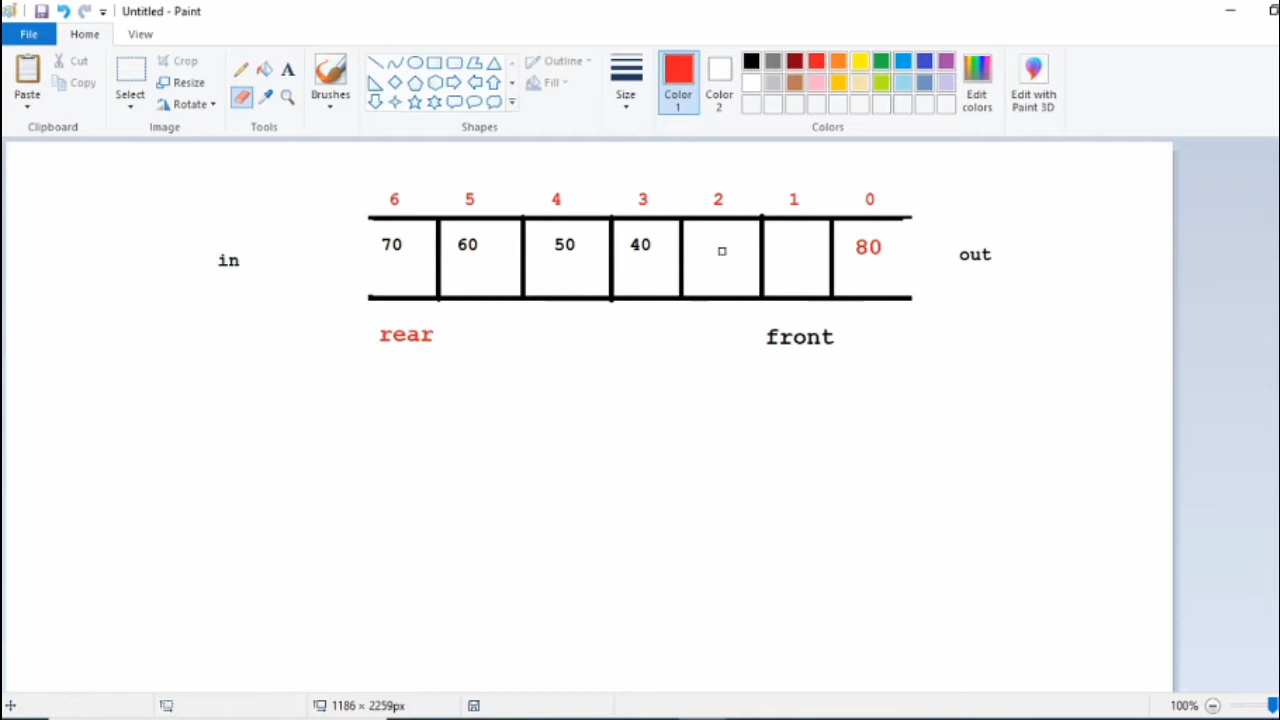 Untitled - Paint
File Home View
Paste
Cut
Copy
Clipboard
Select
Crop
Resize
Rotate
Image
A
Tools
Brushes
Outline
Fill
Shapes
Size
Color 1
Color 2
Edit colors
Edit with Paint 3D
Colors
6 5 4 3 2 1 0
in 70 60 50 40 80 out
rear front
1186 × 2259px
100%